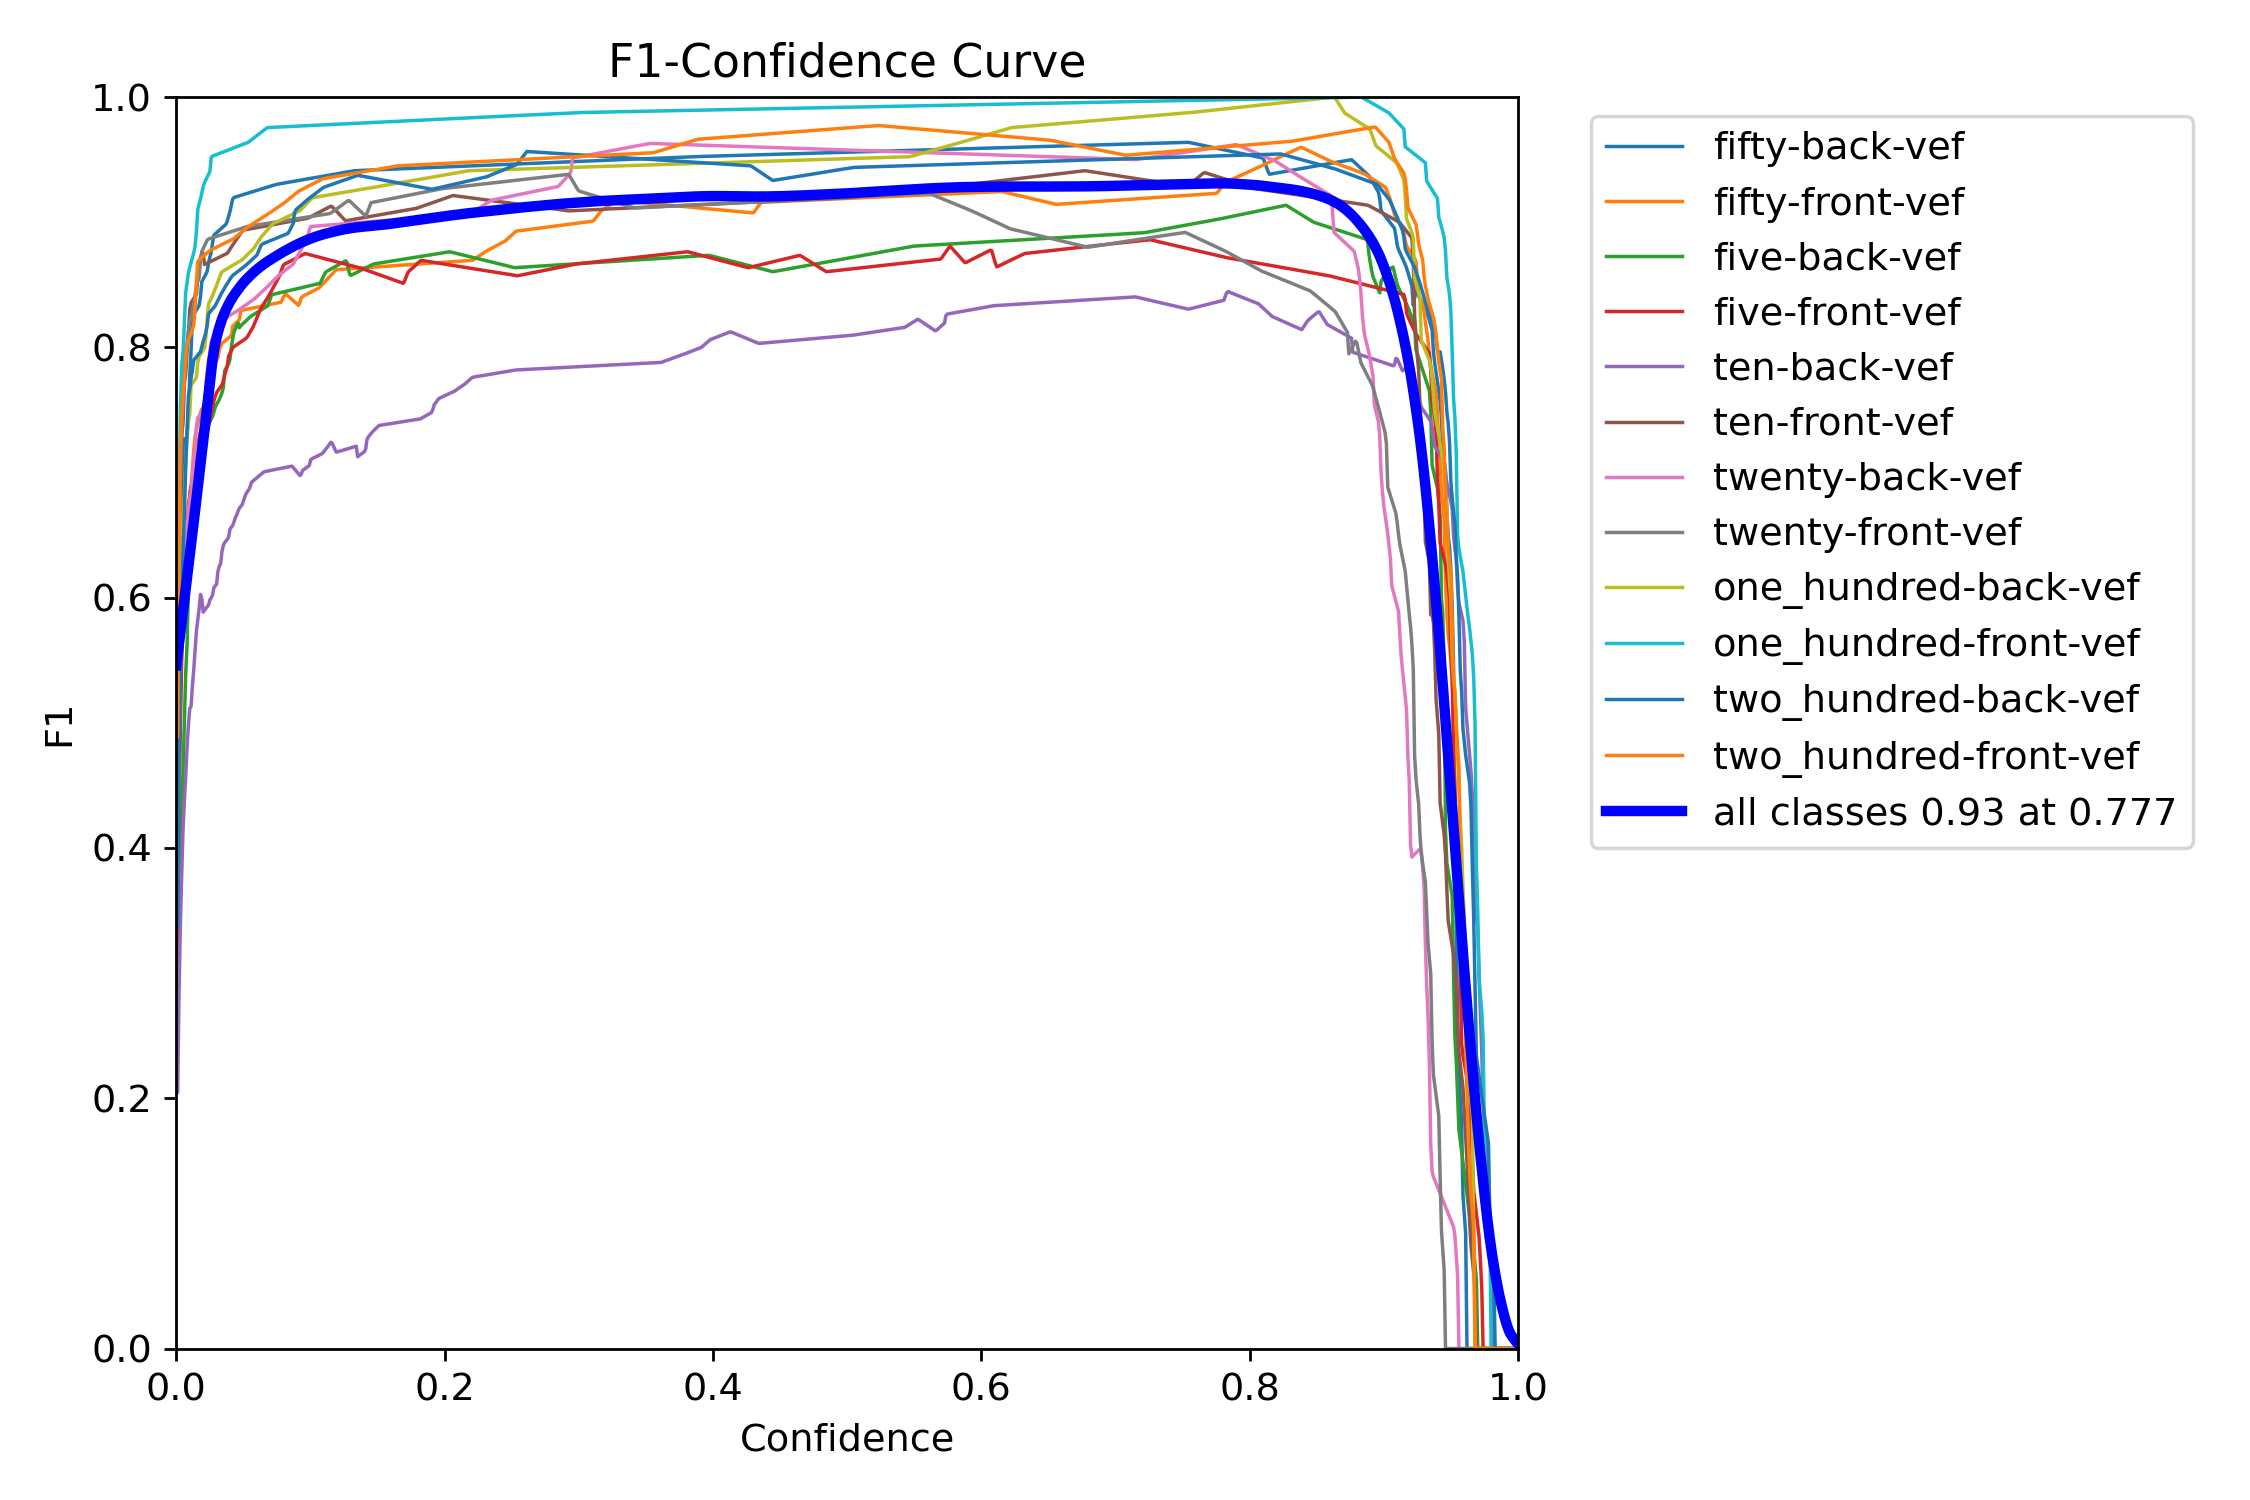 F1-Confidence Curve
1.0
0.8
0.6
0.4
0.2
0.0
F1
0.0 0.2 0.4 0.6 0.8 1.0
Confidence
fifty-back-vef
fifty-front-vef
five-back-vef
five-front-vef
ten-back-vef
ten-front-vef
twenty-back-vef
twenty-front-vef
one_hundred-back-vef
one_hundred-front-vef
two_hundred-back-vef
two_hundred-front-vef
all classes 0.93 at 0.777